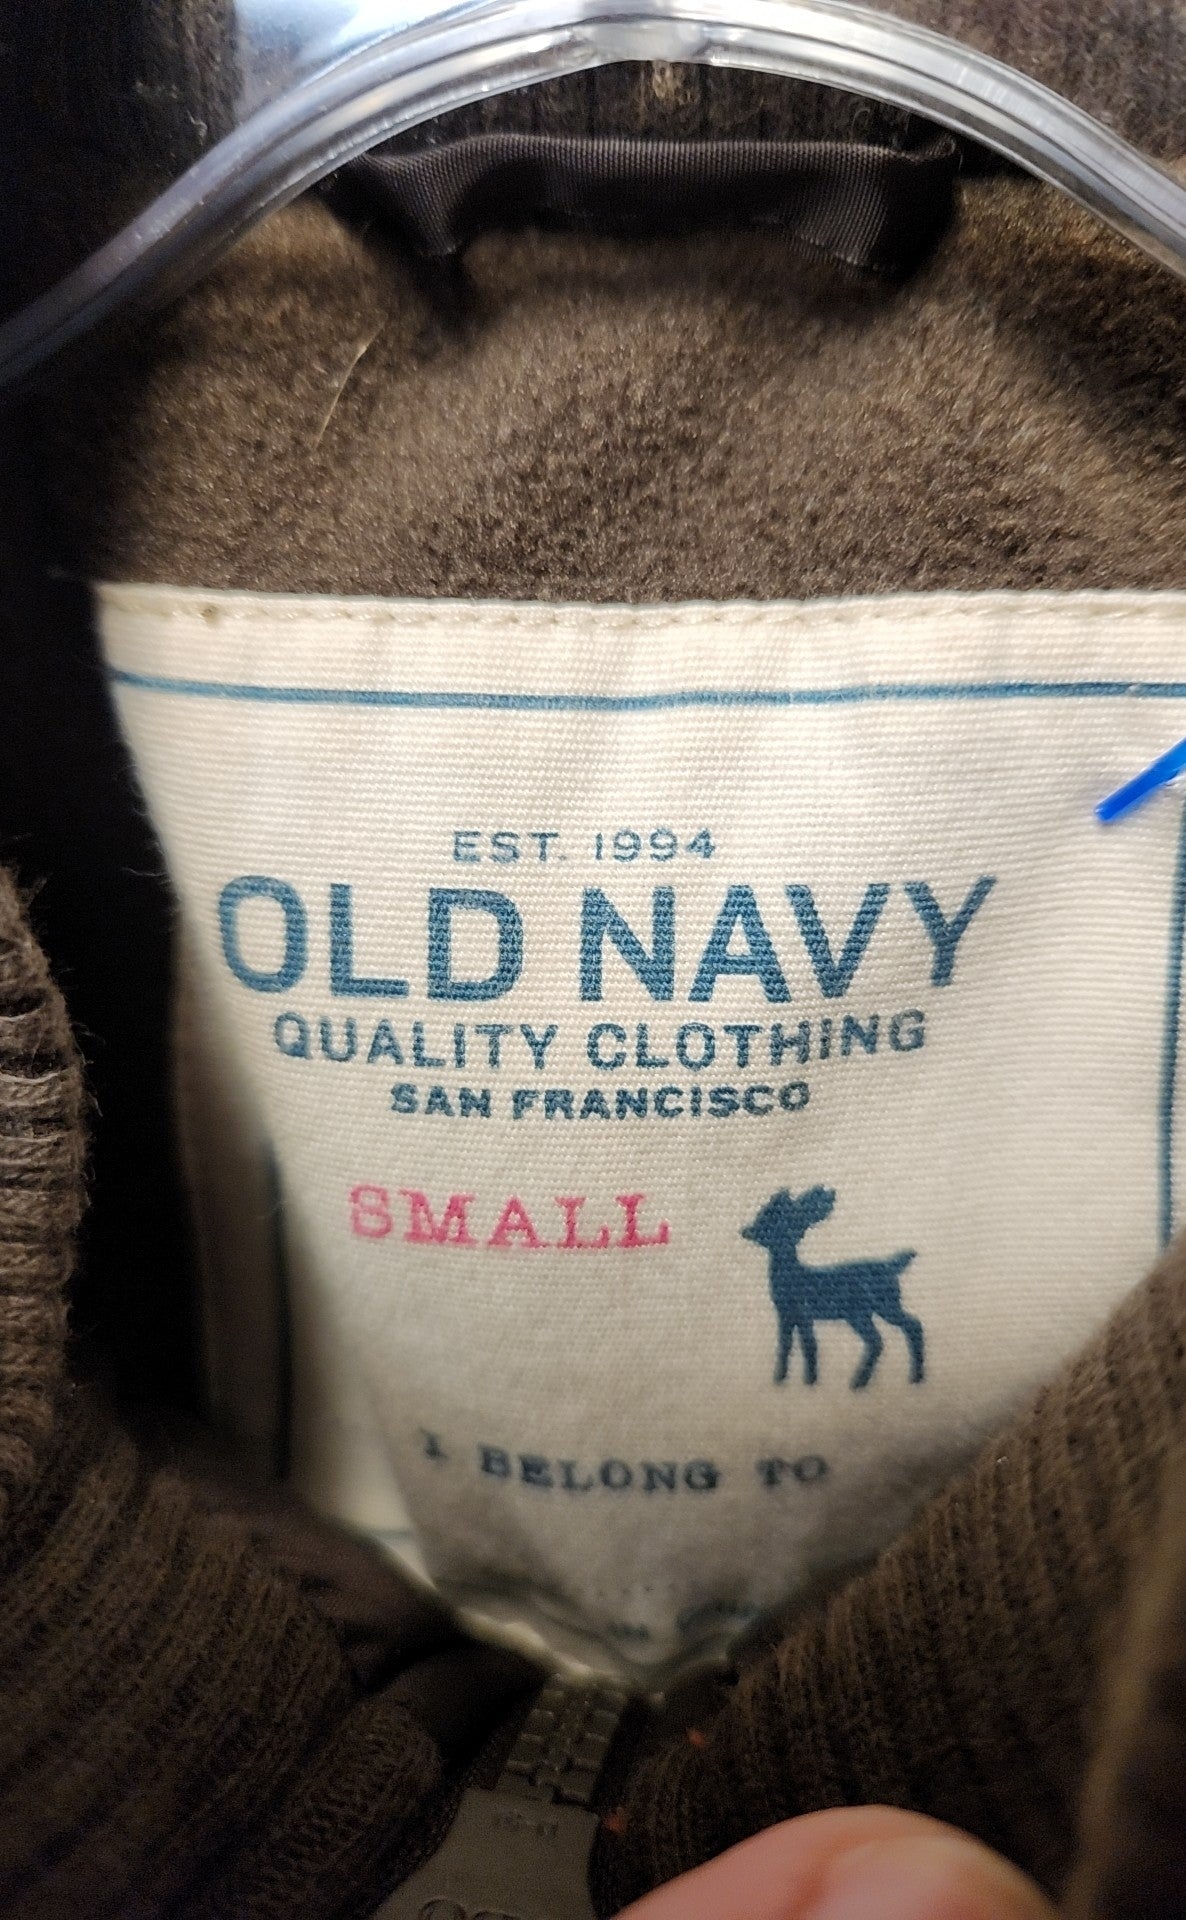 EST. 1994
OLD NAVY
QUALITY CLOTHING
SAN FRANCISCO
SMALL
I BELONG TO